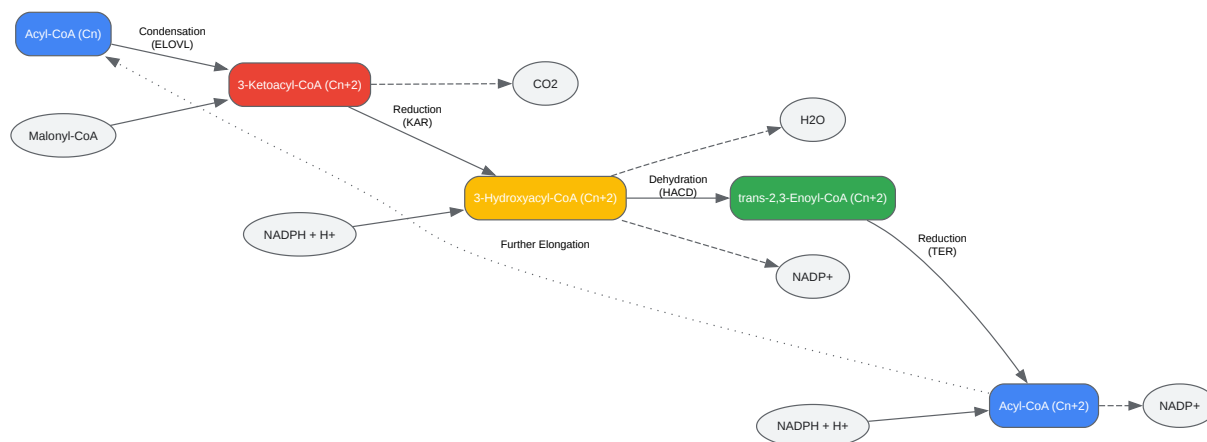 Acyl-CoA (Cn)
Condensation
(ELOVL)
3-Ketoacyl-CoA (Cn+2)
CO2
Malonyl-CoA
Reduction
(KAR)
H2O
3-Hydroxyacyl-CoA (Cn+2)
Dehydration
(HACD)
trans-2,3-Enoyl-CoA (Cn+2)
NADPH + H+
Further Elongation
Reduction
(TER)
NADP+
Acyl-CoA (Cn+2)
NADP+
NADPH + H+